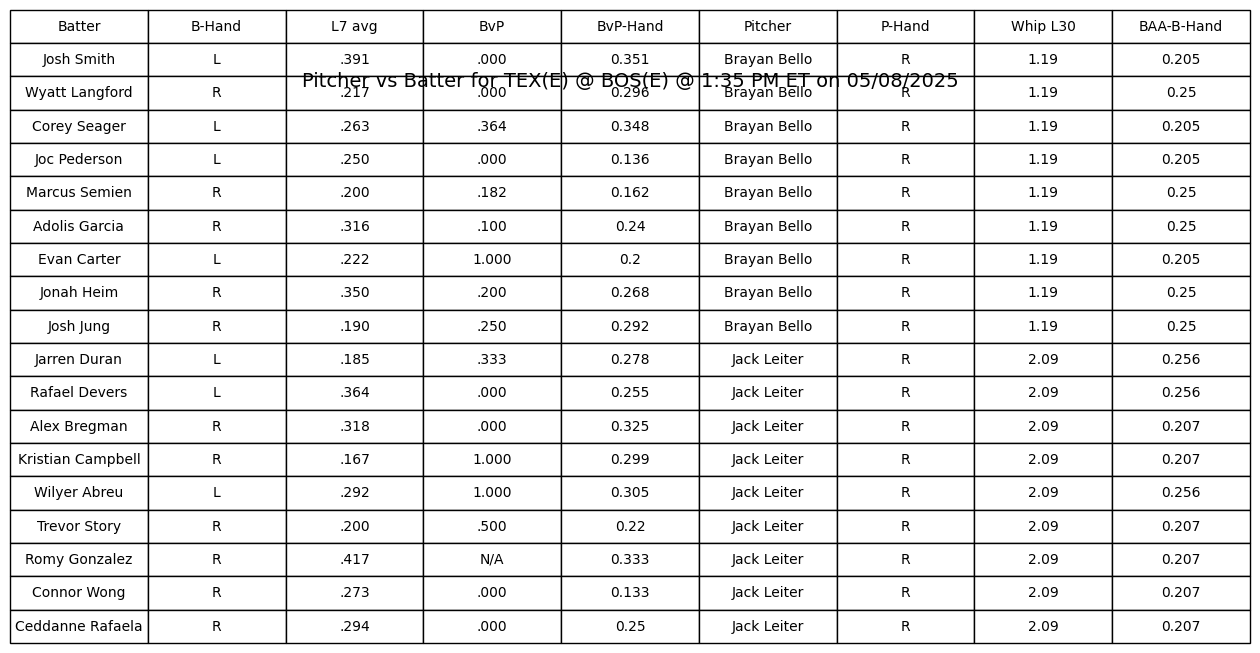 Batter B-Hand L7 avg BvP BvP-Hand Pitcher P-Hand Whip L30 BAA-B-Hand
Josh Smith L .391 .000 0.351 Brayan Bello R 1.19 0.205
Pitcher vs Batter for TEX(E) @ BOS(E) @ 1:35 PM ET on 05/08/2025
Wyatt Langford R .217 .000 0.296 Brayan Bello R 1.19 0.25
Corey Seager L .263 .364 0.348 Brayan Bello R 1.19 0.205
Joc Pederson L .250 .000 0.136 Brayan Bello R 1.19 0.205
Marcus Semien R .200 .182 0.162 Brayan Bello R 1.19 0.25
Adolis Garcia R .316 .100 0.24 Brayan Bello R 1.19 0.25
Evan Carter L .222 1.000 0.2 Brayan Bello R 1.19 0.205
Jonah Heim R .350 .200 0.268 Brayan Bello R 1.19 0.25
Josh Jung R .190 .250 0.292 Brayan Bello R 1.19 0.25
Jarren Duran L .185 .333 0.278 Jack Leiter R 2.09 0.256
Rafael Devers L .364 .000 0.255 Jack Leiter R 2.09 0.256
Alex Bregman R .318 .000 0.325 Jack Leiter R 2.09 0.207
Kristian Campbell R .167 1.000 0.299 Jack Leiter R 2.09 0.207
Wilyer Abreu L .292 1.000 0.305 Jack Leiter R 2.09 0.256
Trevor Story R .200 .500 0.22 Jack Leiter R 2.09 0.207
Romy Gonzalez R .417 N/A 0.333 Jack Leiter R 2.09 0.207
Connor Wong R .273 .000 0.133 Jack Leiter R 2.09 0.207
Ceddanne Rafaela R .294 .000 0.25 Jack Leiter R 2.09 0.207